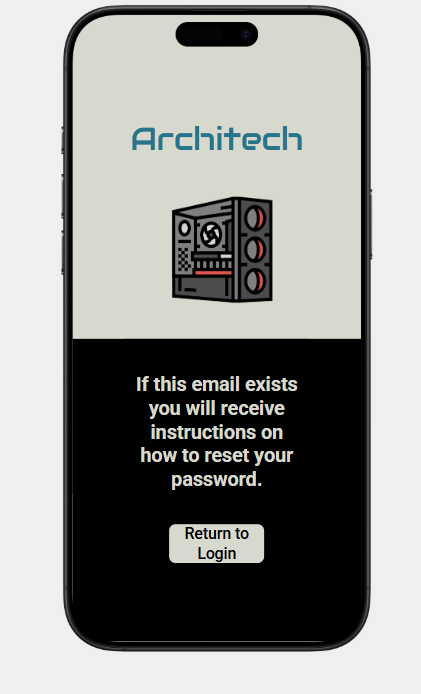 Architech
If this email exists
you will receive
instructions on
how to reset your
password.
Return to
Login